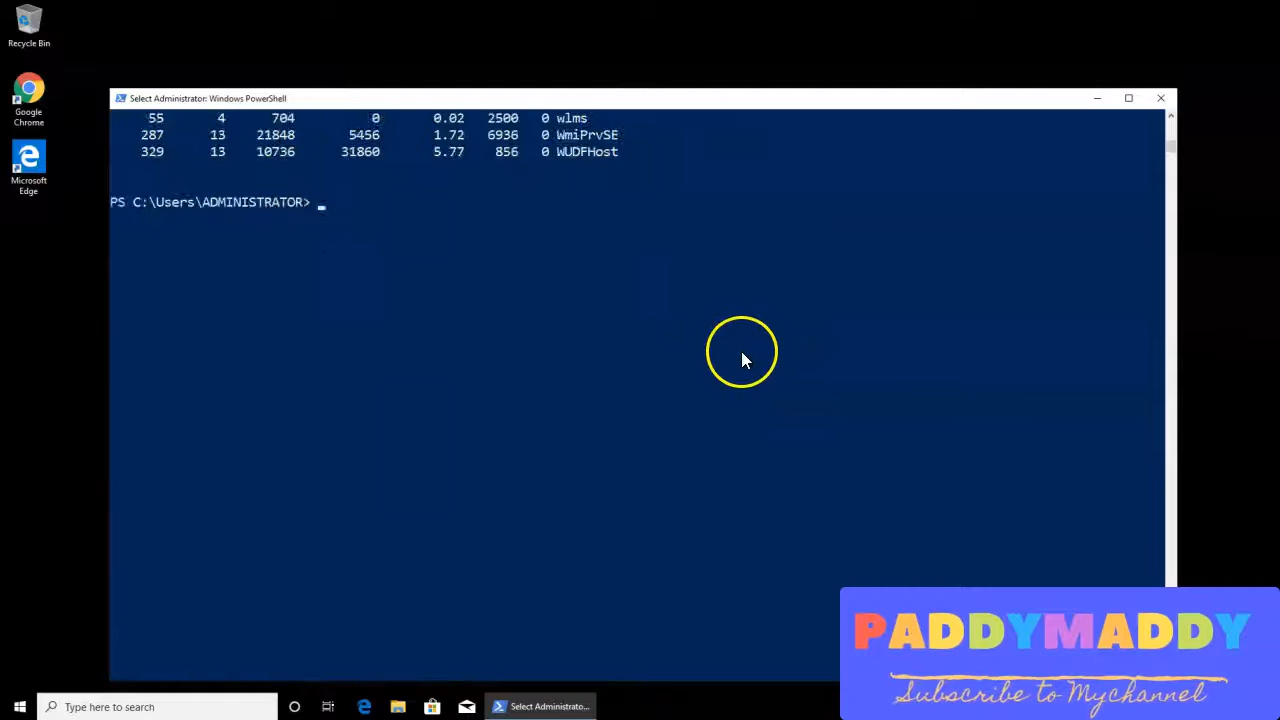 Recycle Bin
Google
Chrome
Microsoft
Edge
Select Administrator: Windows PowerShell
55 4 704 0 0.02 2500 0 wlms
287 13 21848 5456 1.72 6936 0 WmiPrvSE
329 13 10736 31860 5.77 856 0 WUDFHost
PS C:\Users\ADMINISTRATOR>
PADDYMADDY
Subscribe to Mychannel
Type here to search
Select Administrato...